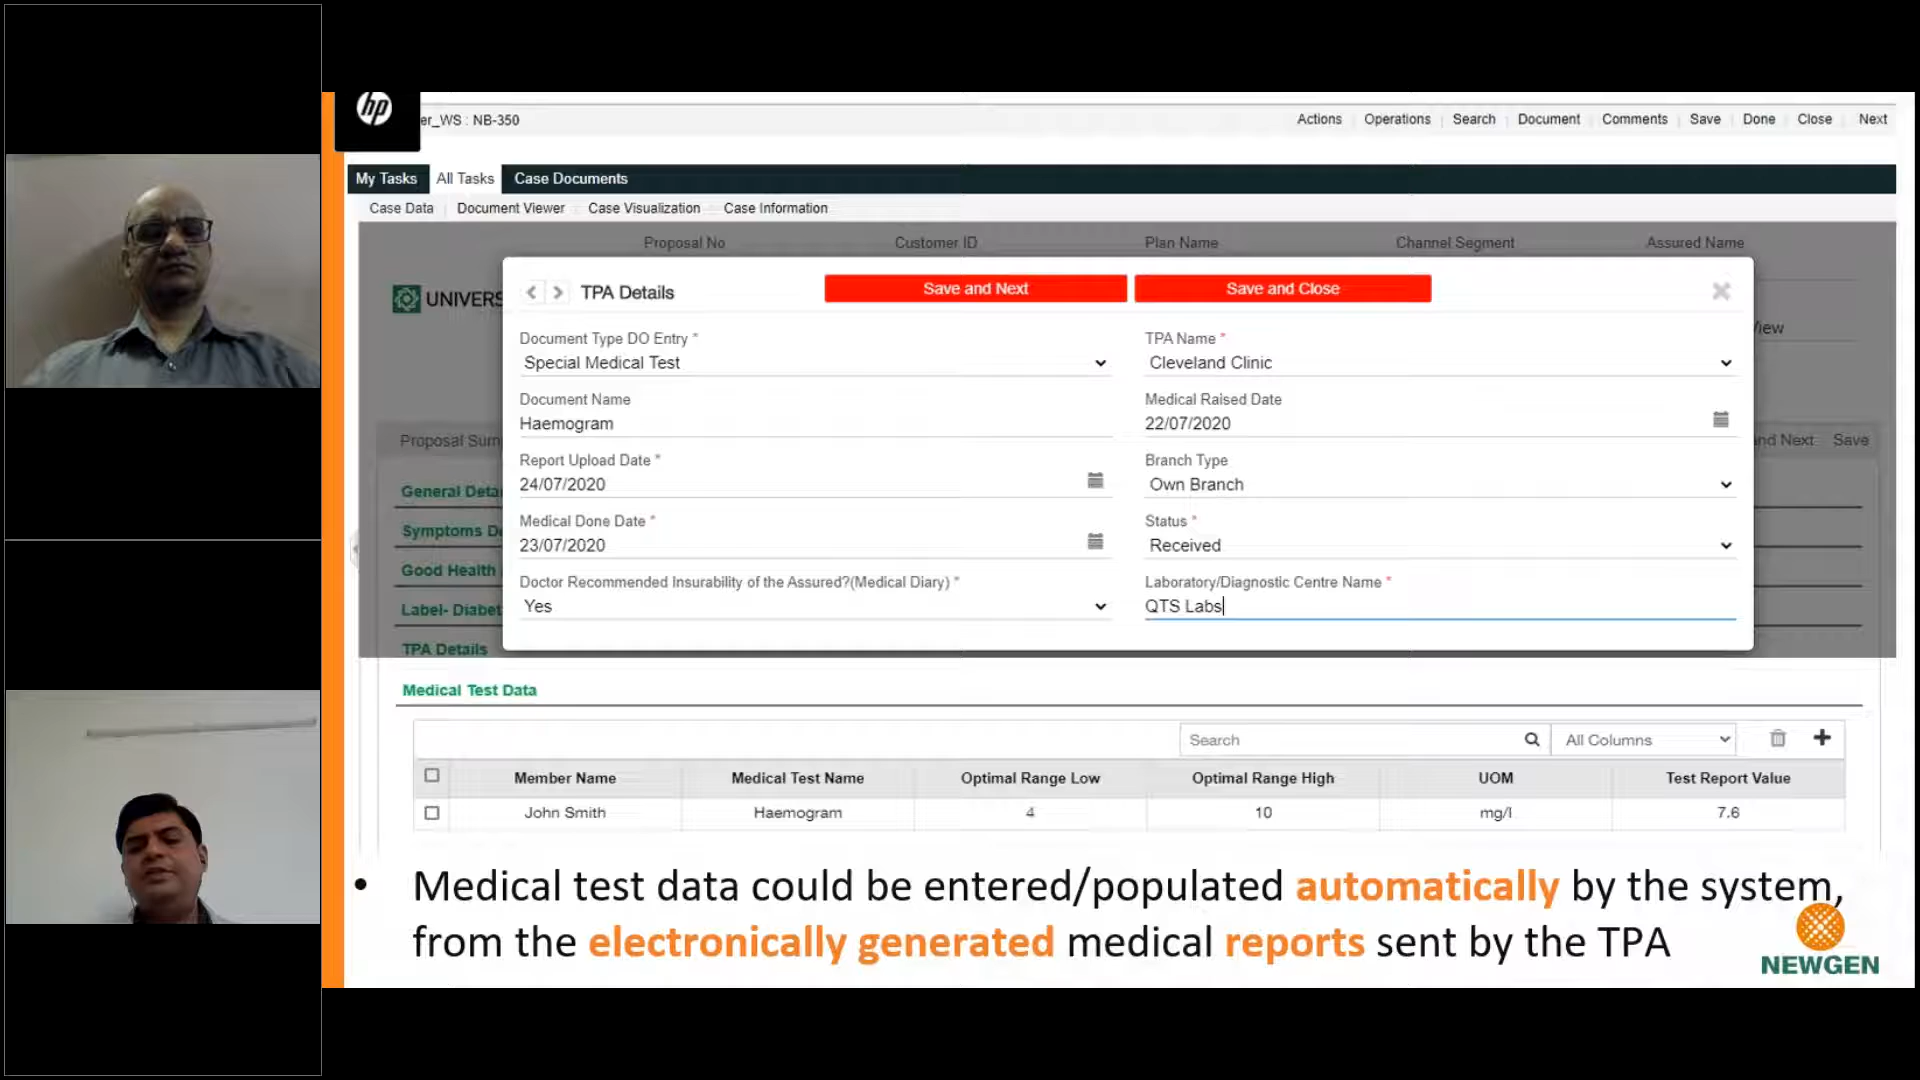 hp
er_WS : NB-350
Actions Operations Search Document Comments Save Done Close Next
My Tasks All Tasks Case Documents
Case Data Document Viewer Case Visualization Case Information
Proposal No Customer ID Plan Name Channel Segment Assured Name
UNIVERS
TPA Details Save and Next Save and Close
View
Document Type DO Entry * TPA Name *
Special Medical Test Cleveland Clinic
Document Name Medical Raised Date
Haemogram 22/07/2020
Proposal Sum and Next Save
Report Upload Date * Branch Type
24/07/2020 Own Branch
General Deta
Medical Done Date * Status *
Symptoms D
23/07/2020 Received
Good Health
Doctor Recommended Insurability of the Assured?(Medical Diary) * Laboratory/Diagnostic Centre Name *
Yes QTS Labs
Label- Diabet
TPA Details
Medical Test Data
Search All Columns
Member Name Medical Test Name Optimal Range Low Optimal Range High UOM Test Report Value
John Smith Haemogram 4 10 mg/l 7.6
• Medical test data could be entered/populated automatically by the system,
from the electronically generated medical reports sent by the TPA
NEWGEN